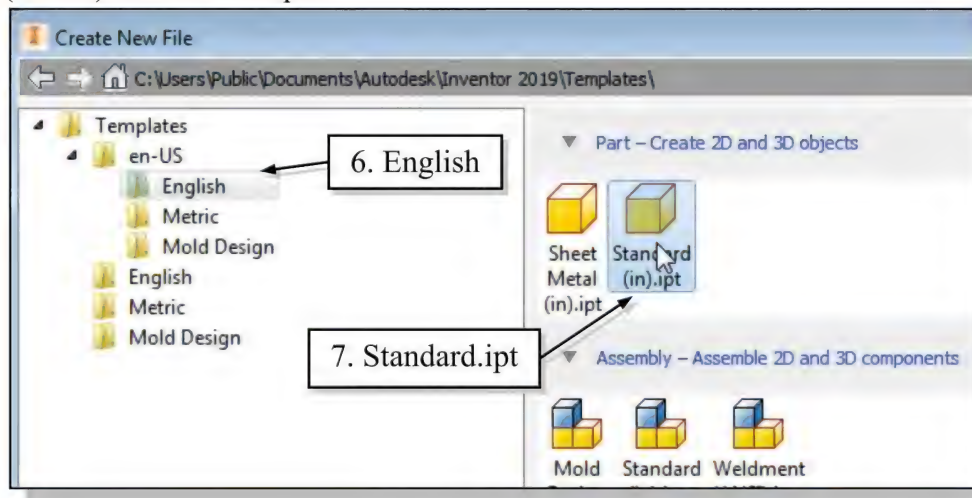 Create New File
C:\Users\Public\Documents\Autodesk\Inventor 2019\Templates\
Templates
en-US
English
Metric
Mold Design
English
Metric
Mold Design
6. English
7. Standard.ipt
Part – Create 2D and 3D objects
Sheet Metal (in).ipt
Standard (in).ipt
Assembly – Assemble 2D and 3D components
Mold
Standard
Weldment